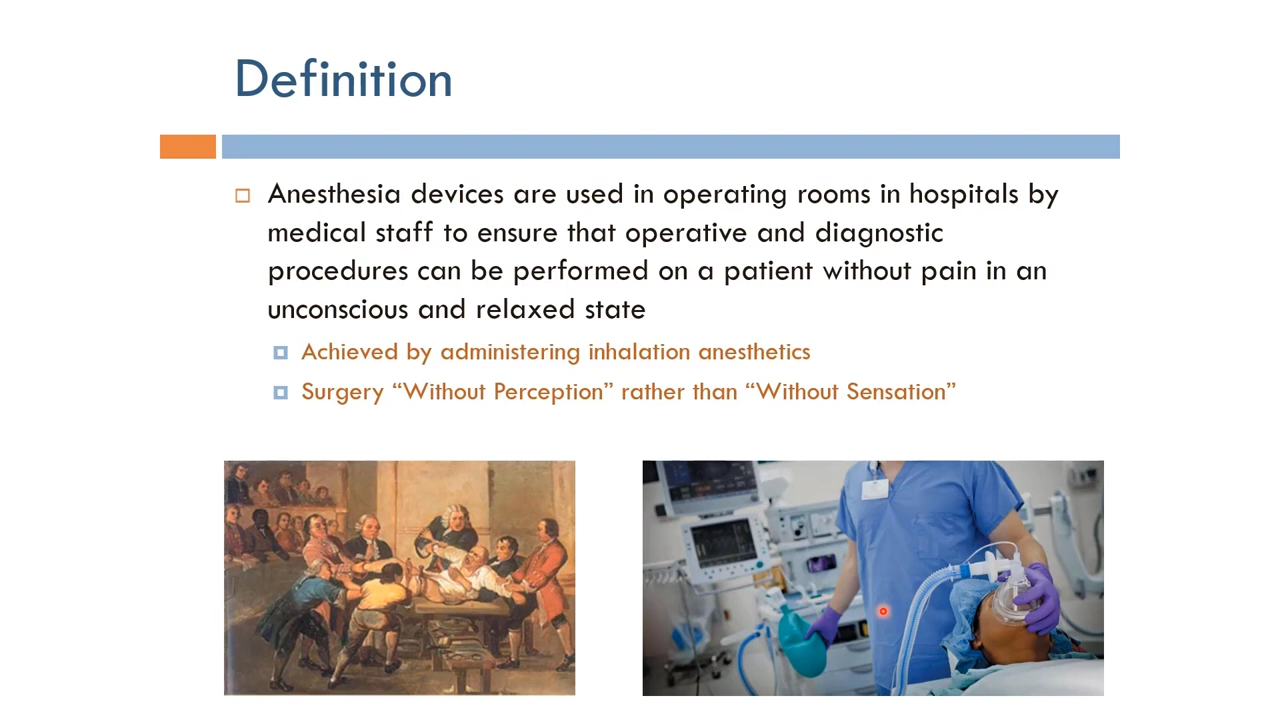 Definition
Anesthesia devices are used in operating rooms in hospitals by
medical staff to ensure that operative and diagnostic
procedures can be performed on a patient without pain in an
unconscious and relaxed state
Achieved by administering inhalation anesthetics
Surgery “Without Perception” rather than “Without Sensation”